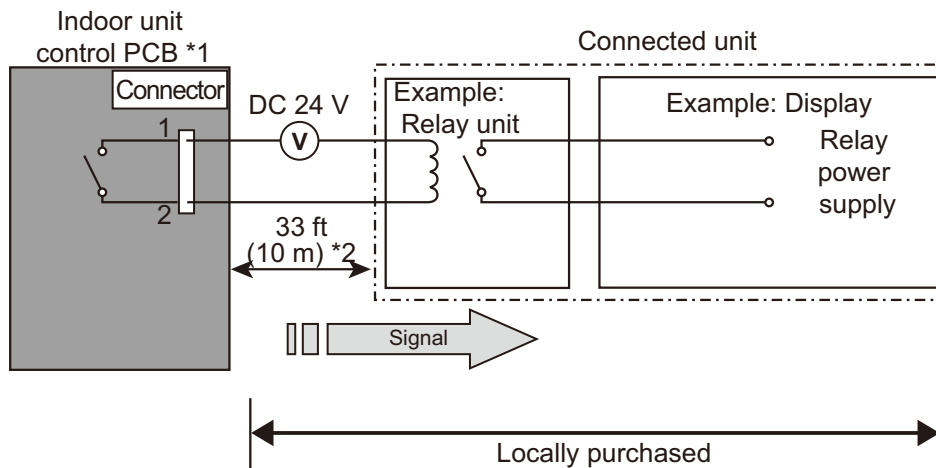 Indoor unit
control PCB *1
Connector
1
2
DC 24 V
V
33 ft
(10 m) *2
Connected unit
Example:
Relay unit
Example: Display
Relay
power
supply
Signal
Locally purchased